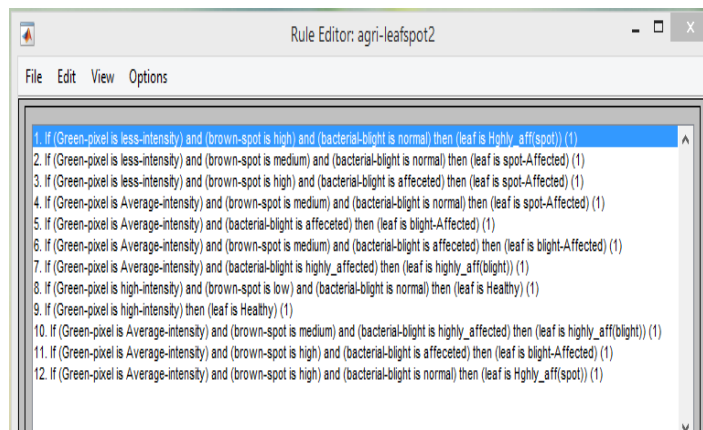 Rule Editor: agri-leafspot2
File Edit View Options
1. If (Green-pixel is less-intensity) and (brown-spot is high) and (bacterial-blight is normal) then (leaf is Hghly_aff(spot)) (1)
2. If (Green-pixel is less-intensity) and (brown-spot is medium) and (bacterial-blight is normal) then (leaf is spot-Affected) (1)
3. If (Green-pixel is less-intensity) and (brown-spot is high) and (bacterial-blight is affeceted) then (leaf is spot-Affected) (1)
4. If (Green-pixel is Average-intensity) and (brown-spot is medium) and (bacterial-blight is normal) then (leaf is spot-Affected) (1)
5. If (Green-pixel is Average-intensity) and (bacterial-blight is affeceted) then (leaf is blight-Affected) (1)
6. If (Green-pixel is Average-intensity) and (brown-spot is medium) and (bacterial-blight is affeceted) then (leaf is blight-Affected) (1)
7. If (Green-pixel is Average-intensity) and (bacterial-blight is highly_affected) then (leaf is highly_aff(blight)) (1)
8. If (Green-pixel is high-intensity) and (brown-spot is low) and (bacterial-blight is normal) then (leaf is Healthy) (1)
9. If (Green-pixel is high-intensity) then (leaf is Healthy) (1)
10. If (Green-pixel is Average-intensity) and (brown-spot is medium) and (bacterial-blight is highly_affected) then (leaf is highly_aff(blight)) (1)
11. If (Green-pixel is Average-intensity) and (brown-spot is high) and (bacterial-blight is affeceted) then (leaf is blight-Affected) (1)
12. If (Green-pixel is Average-intensity) and (brown-spot is high) and (bacterial-blight is normal) then (leaf is Hghly_aff(spot)) (1)